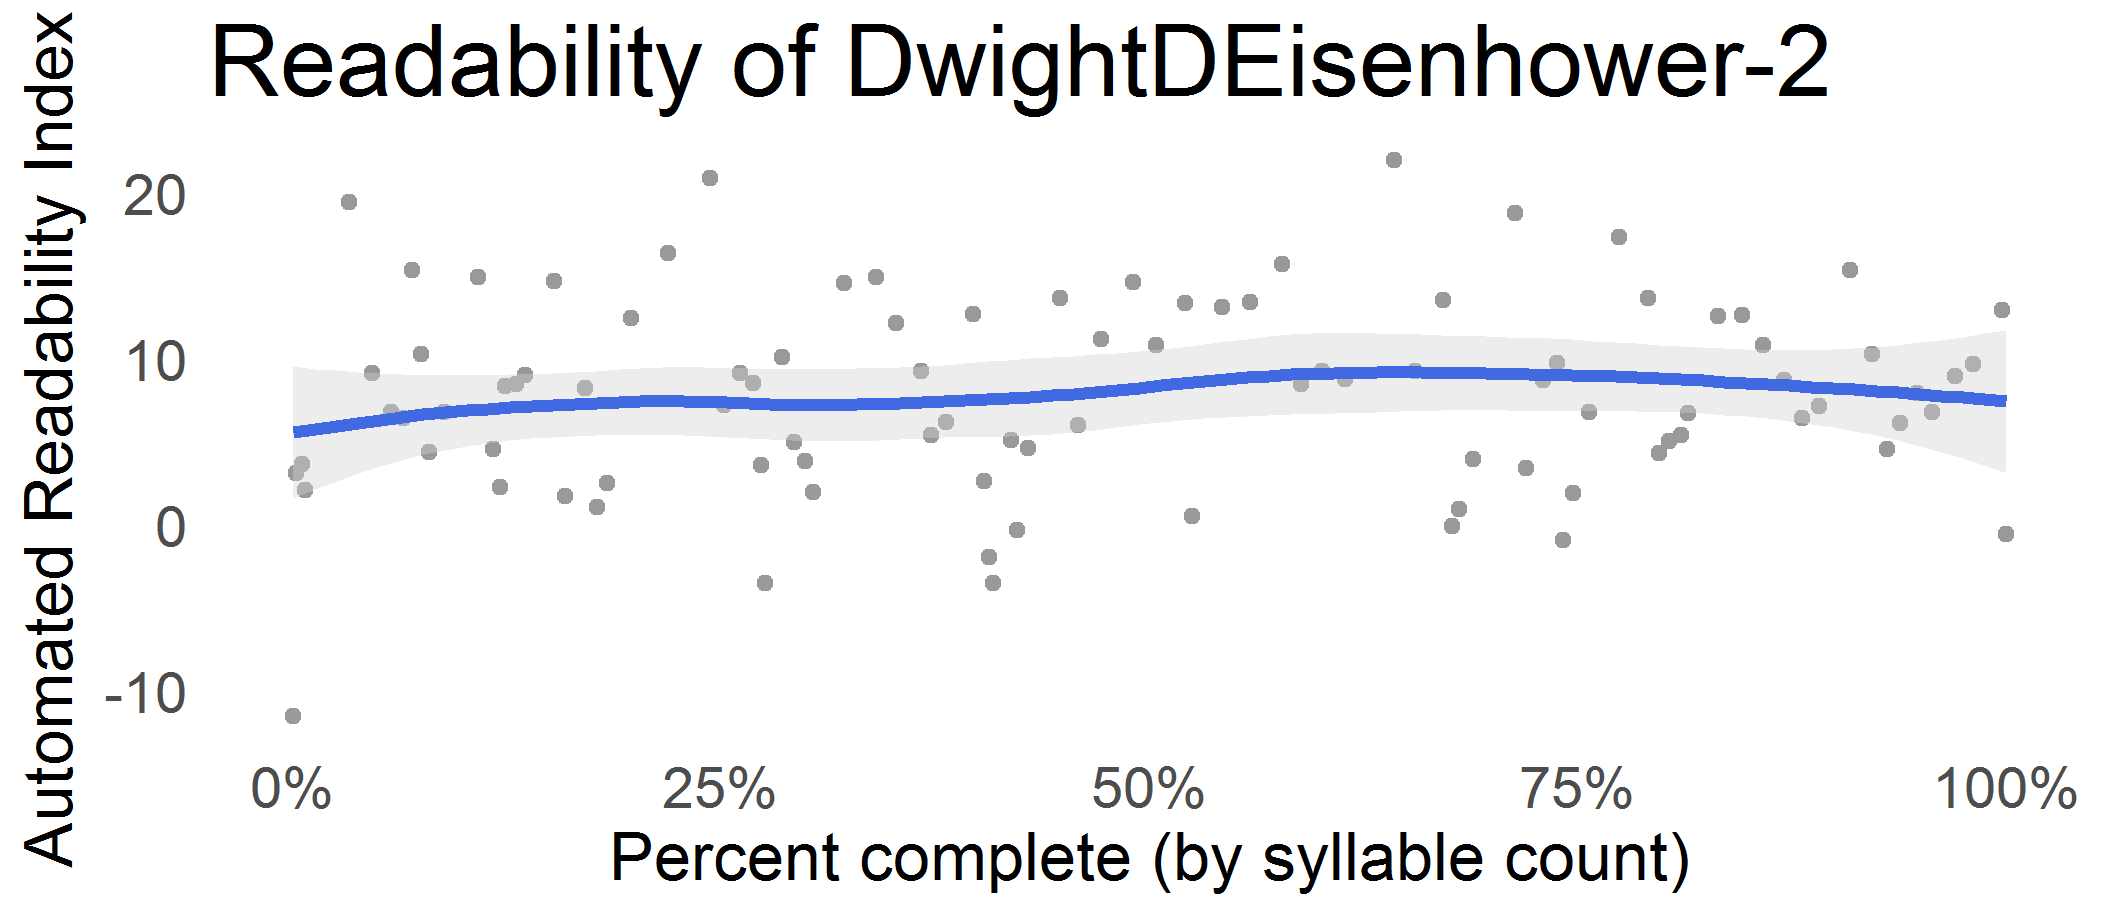 Readability of DwightDEisenhower-2
Automated Readability Index
20
10
0
-10
0% 25% 50% 75% 100%
Percent complete (by syllable count)